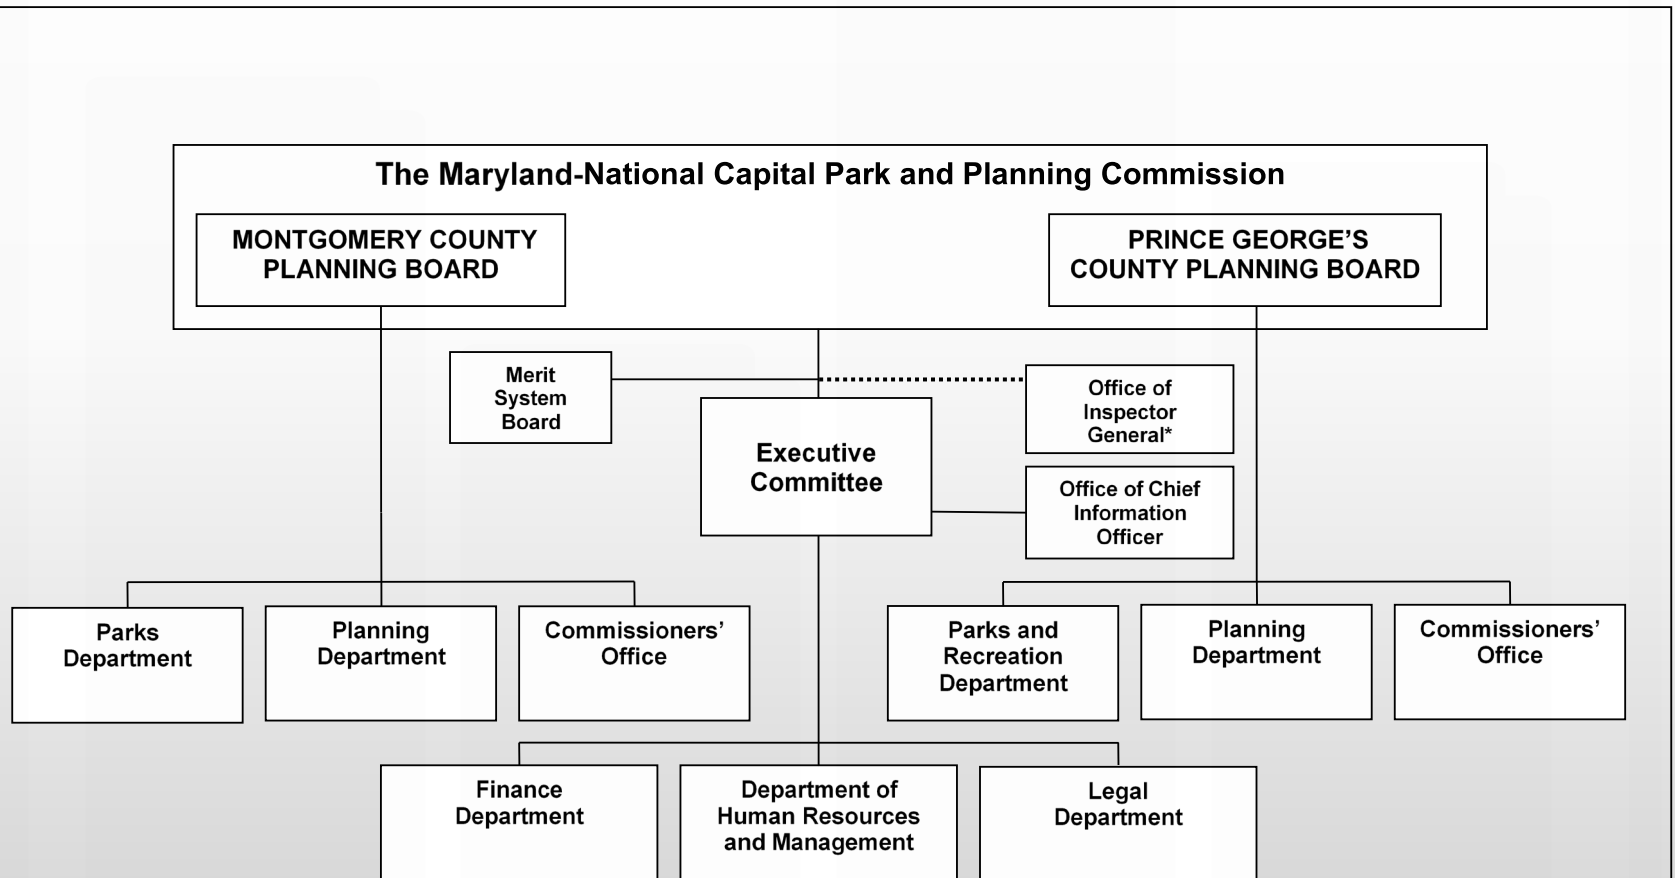 The Maryland-National Capital Park and Planning Commission
MONTGOMERY COUNTY
PLANNING BOARD
PRINCE GEORGE’S
COUNTY PLANNING BOARD
Merit
System
Board
Office of
Inspector
General*
Executive
Committee
Office of Chief
Information
Officer
Parks
Department
Planning
Department
Commissioners’
Office
Parks and
Recreation
Department
Planning
Department
Commissioners’
Office
Finance
Department
Department of
Human Resources
and Management
Legal
Department